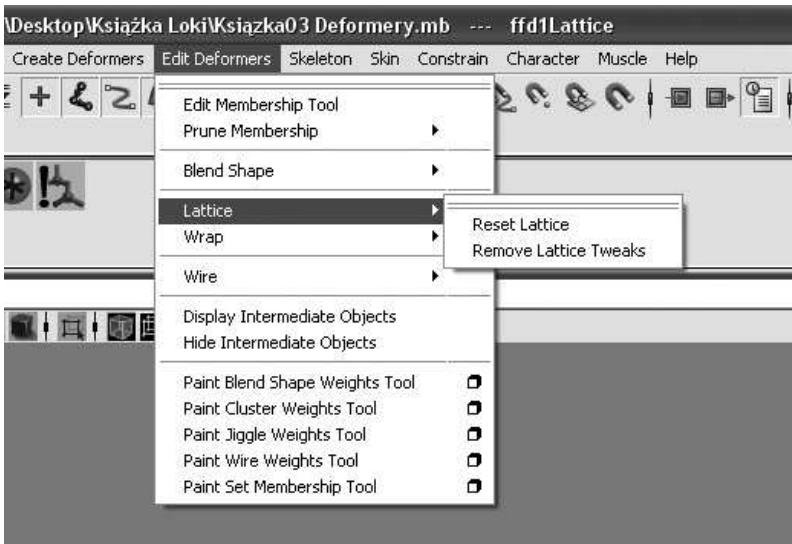 \Desktop\Książka Loki\Książka03 Deformery.mb --- ffd1Lattice
Create Deformers Edit Deformers Skeleton Skin Constrain Character Muscle Help
Edit Membership Tool
Prune Membership
Blend Shape
Lattice
Reset Lattice
Wrap
Remove Lattice Tweaks
Wire
Display Intermediate Objects
Hide Intermediate Objects
Paint Blend Shape Weights Tool
Paint Cluster Weights Tool
Paint Jiggle Weights Tool
Paint Wire Weights Tool
Paint Set Membership Tool